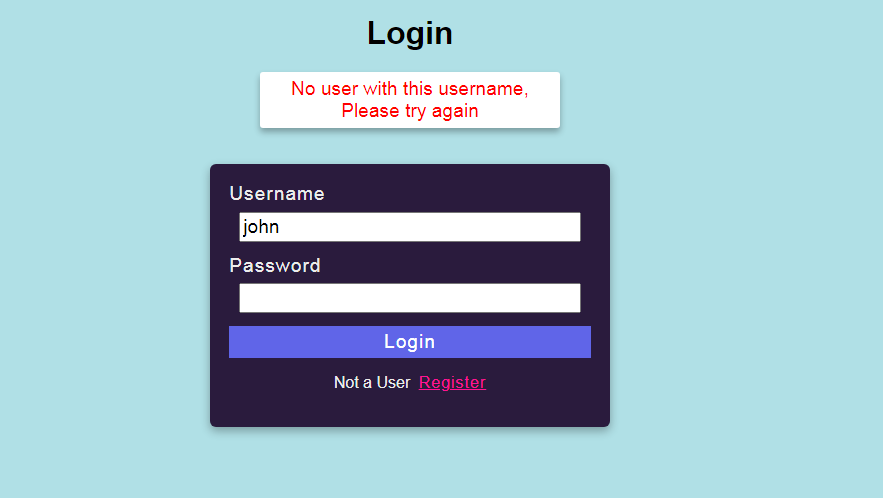 Login
No user with this username,
Please try again
Username
john
Password
Login
Not a User Register